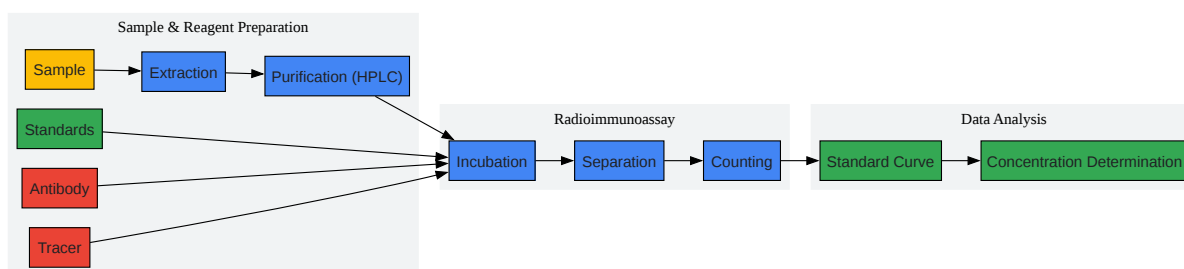 Sample & Reagent Preparation
Sample
Extraction
Purification (HPLC)
Standards
Antibody
Tracer
Radioimmunoassay
Incubation
Separation
Counting
Data Analysis
Standard Curve
Concentration Determination